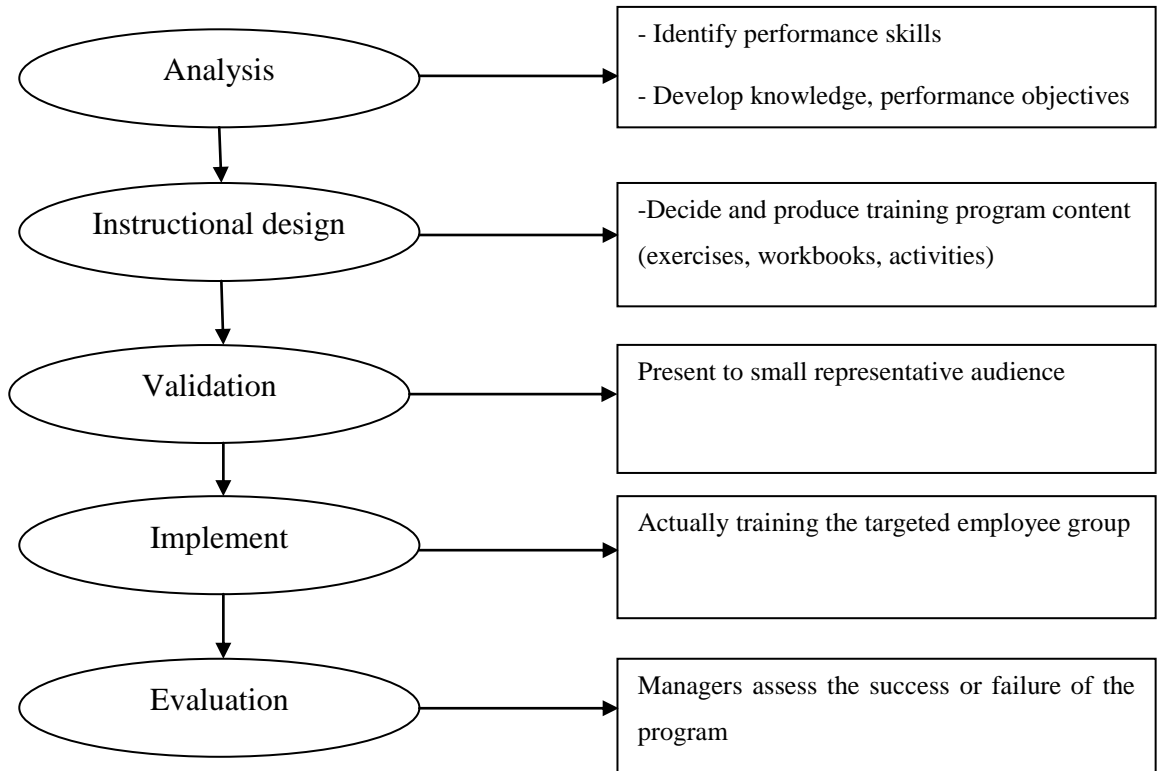 Analysis
- Identify performance skills
- Develop knowledge, performance objectives
Instructional design
-Decide and produce training program content
(exercises, workbooks, activities)
Validation
Present to small representative audience
Implement
Actually training the targeted employee group
Evaluation
Managers assess the success or failure of the
program